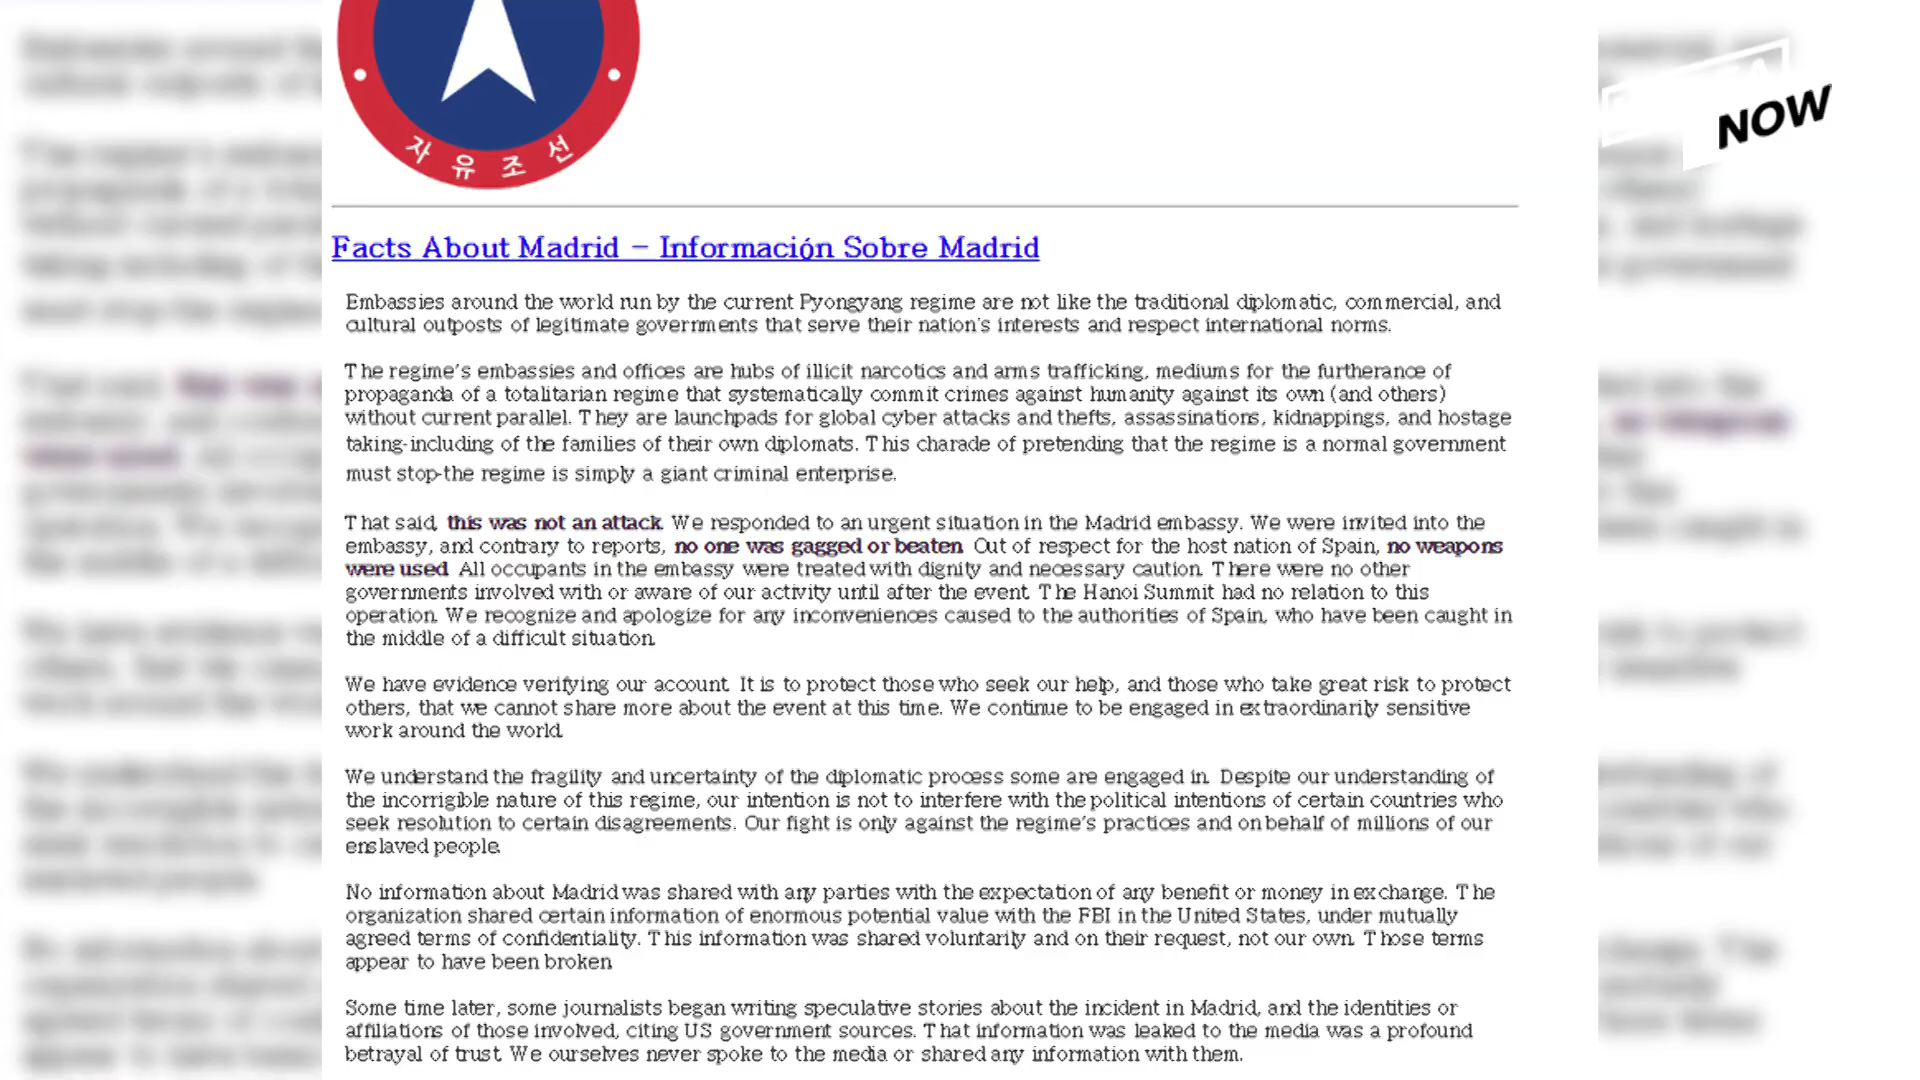 자유조선
NOW
Facts About Madrid – Información Sobre Madrid
Embassies around the world run by the current Pyongyang regime are not like the traditional diplomatic, commercial, and
cultural outposts of legitimate governments that serve their nation's interests and respect international norms.
The regime's embassies and offices are hubs of illicit narcotics and arms trafficking, mediums for the furtherance of
propaganda of a totalitarian regime that systematically commit crimes against humanity against its own (and others)
without current parallel. They are launchpads for global cyber attacks and thefts, assassinations, kidnappings, and hostage
taking-including of the families of their own diplomats. This charade of pretending that the regime is a normal government
must stop-the regime is simply a giant criminal enterprise.
That said, this was not an attack. We responded to an urgent situation in the Madrid embassy. We were invited into the
embassy, and contrary to reports, no one was gagged or beaten. Out of respect for the host nation of Spain, no weapons
were used. All occupants in the embassy were treated with dignity and necessary caution. There were no other
governments involved with or aware of our activity until after the event. The Hanoi Summit had no relation to this
operation. We recognize and apologize for any inconveniences caused to the authorities of Spain, who have been caught in
the middle of a difficult situation.
We have evidence verifying our account. It is to protect those who seek our help, and those who take great risk to protect
others, that we cannot share more about the event at this time. We continue to be engaged in extraordinarily sensitive
work around the world.
We understand the fragility and uncertainty of the diplomatic process some are engaged in. Despite our understanding of
the incorrigible nature of this regime, our intention is not to interfere with the political intentions of certain countries who
seek resolution to certain disagreements. Our fight is only against the regime's practices and on behalf of millions of our
enslaved people.
No information about Madrid was shared with any parties with the expectation of any benefit or money in exchange. The
organization shared certain information of enormous potential value with the FBI in the United States, under mutually
agreed terms of confidentiality. This information was shared voluntarily and on their request, not our own. Those terms
appear to have been broken.
Some time later, some journalists began writing speculative stories about the incident in Madrid, and the identities or
affiliations of those involved, citing US government sources. That information was leaked to the media was a profound
betrayal of trust. We ourselves never spoke to the media or shared any information with them.